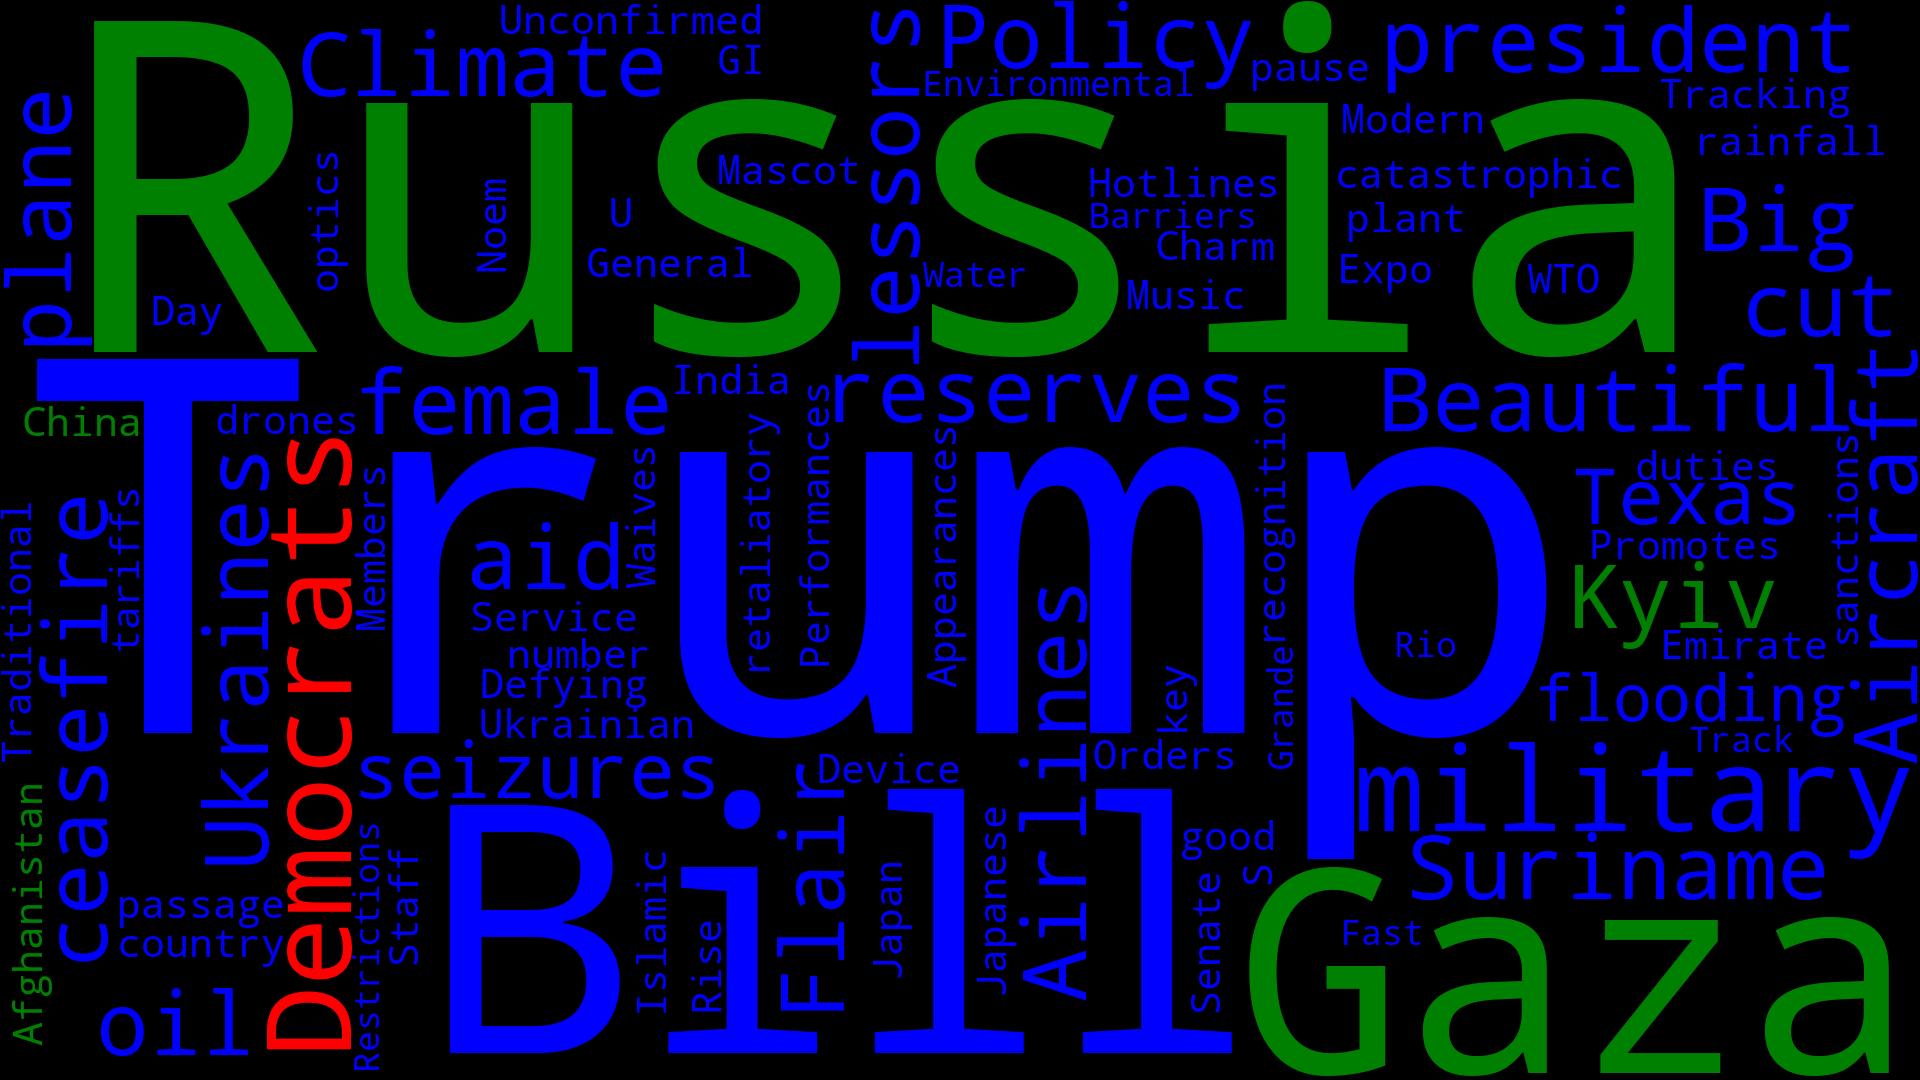 Unconfirmed
Climate
GI
Policy
pause
president
Environmental
Tracking
plane
Russia
lessors
Modern
rainfall
optics
Noem
Mascot
Hotlines
catastrophic
U
Barriers
plant
Big
General
Charm
Water
Expo
WTO
Day
Music
cut
female
India
reserves
Beautiful
Aircraft
China
drones
Trump
Democrats
Ukraines
Members
Waives
retaliatory
Performances
Appearances
recognition
duties
Texas
sanctions
Traditional
ceasefire
tariffs
aid
Promotes
Kyiv
Service
number
Defying
Ukrainian
Airlines
key
Grande
Rio
Emirate
flooding
Track
seizures
Device
Orders
military
Afghanistan
Restrictions
Staff
Bill
Flair
Islamic
Rise
Japan
Japanese
good
Senate
S
Suriname
passage
country
Fast
Gaza
oil